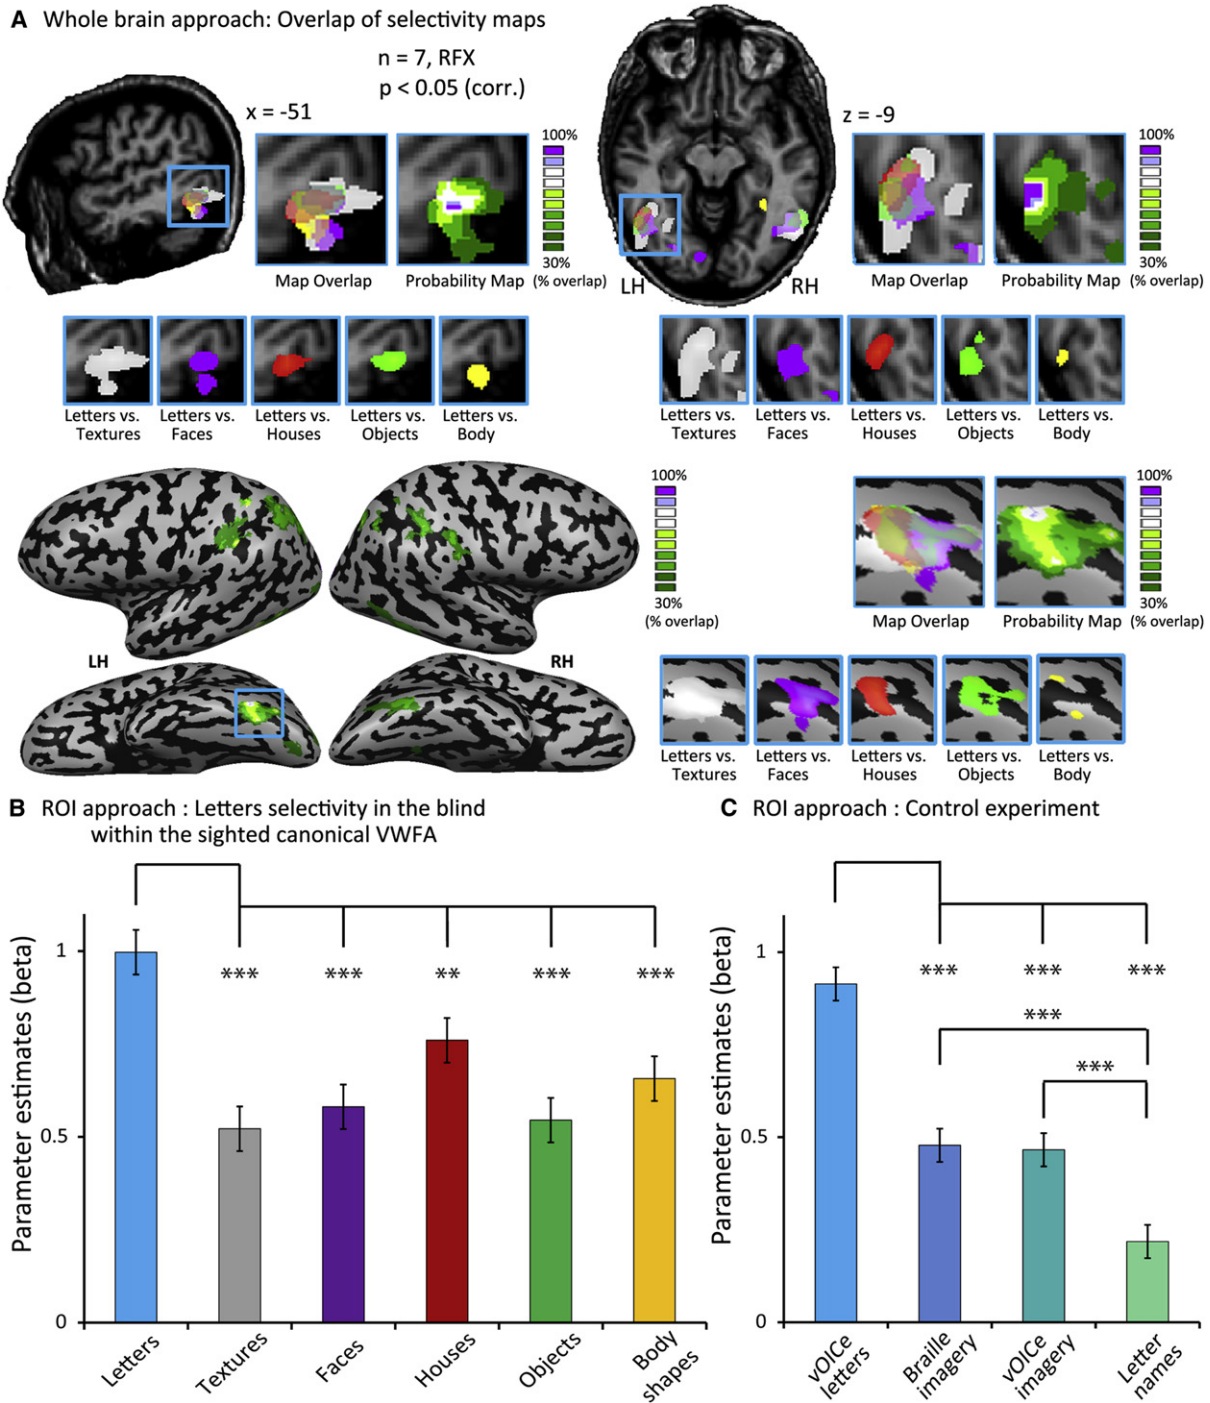 A Whole brain approach: Overlap of selectivity maps
n = 7, RFX
p < 0.05 (corr.)
x = -51
z = -9
100%
30%
(% overlap)
Map Overlap
Probability Map
100%
30%
(% overlap)
Map Overlap
Probability Map
LH
RH
Letters vs. Textures
Letters vs. Faces
Letters vs. Houses
Letters vs. Objects
Letters vs. Body
Letters vs. Textures
Letters vs. Faces
Letters vs. Houses
Letters vs. Objects
Letters vs. Body
100%
30%
(% overlap)
100%
30%
(% overlap)
Map Overlap
Probability Map
LH
RH
Letters vs. Textures
Letters vs. Faces
Letters vs. Houses
Letters vs. Objects
Letters vs. Body
B ROI approach : Letters selectivity in the blind
within the sighted canonical VWFA
Parameter estimates (beta)
1
0.5
0
***
***
**
***
***
Letters
Textures
Faces
Houses
Objects
Body
shapes
C ROI approach : Control experiment
Parameter estimates (beta)
1
0.5
0
***
***
***
***
***
vOICe
letters
Braille
imagery
vOICe
imagery
Letter
names